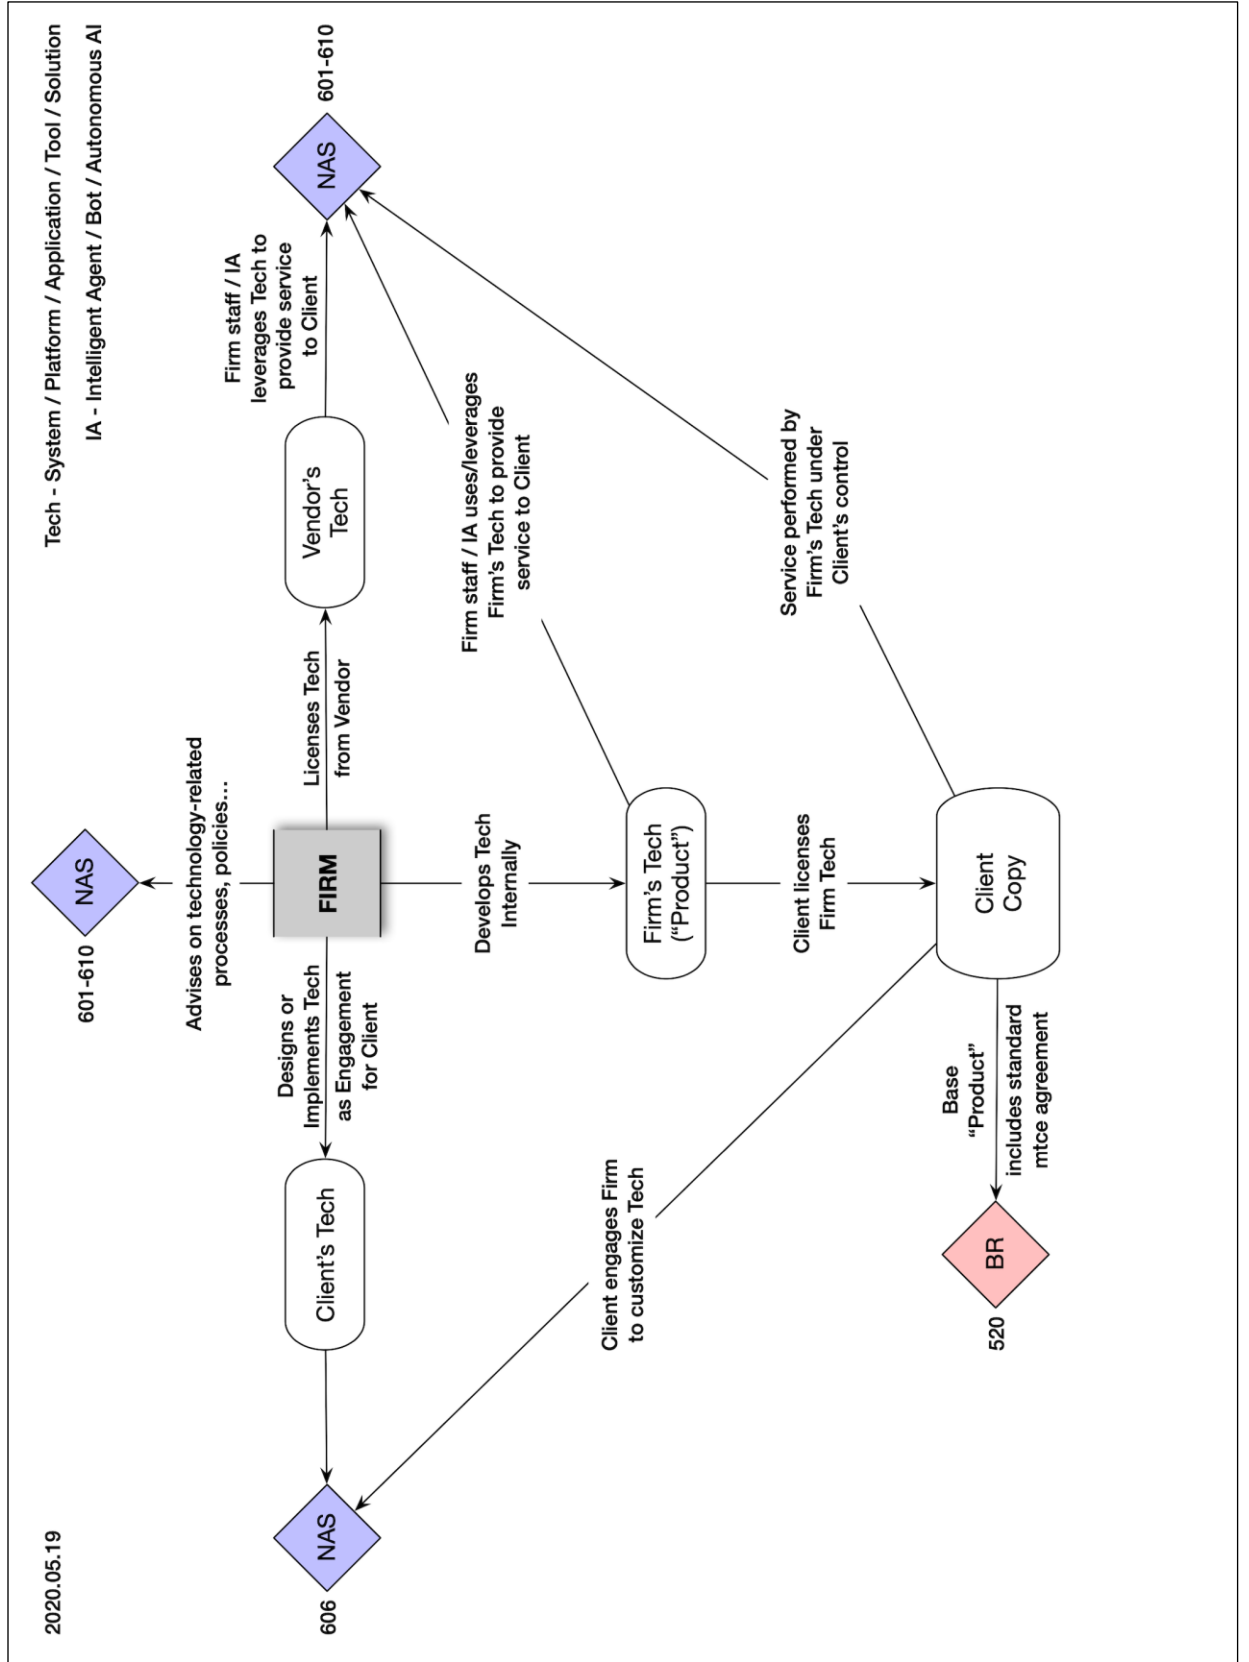 2020.05.19
Tech - System / Platform / Application / Tool / Solution
IA - Intelligent Agent / Bot / Autonomous AI
601-610
NAS
Advises on technology-related
processes, policies…
606
NAS
Client's Tech
Designs or
Implements Tech
as Engagement
for Client
FIRM
Licenses Tech
from Vendor
Vendor's
Tech
Firm staff / IA
leverages Tech to
provide service
to Client
NAS
601-610
Develops Tech
Internally
Firm staff / IA uses/leverages
Firm's Tech to provide
service to Client
Client engages Firm
to customize Tech
Firm's Tech
(“Product”)
Client licenses
Firm Tech
Service performed by
Firm's Tech under
Client's control
520
BR
Base
“Product”
includes standard
mtce agreement
Client
Copy